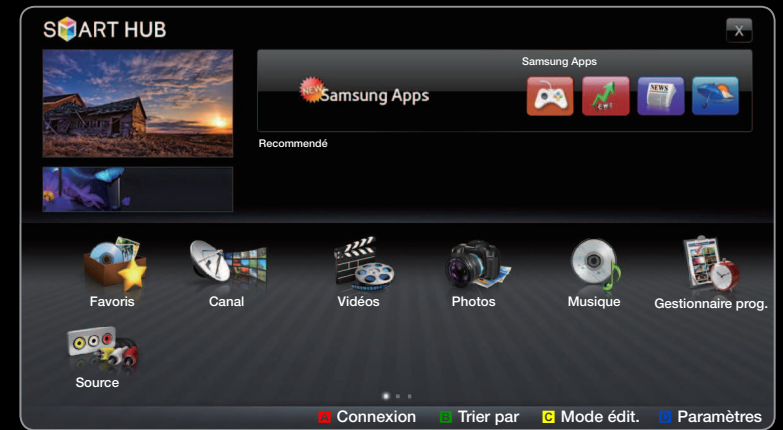 SMART HUB
X
Samsung Apps
NEW Samsung Apps
NEWS
Recommandé
Favoris
Canal
Vidéos
Photos
Musique
Gestionnaire prog.
Source
A Connexion B Trier par C Mode édit. D Paramètres